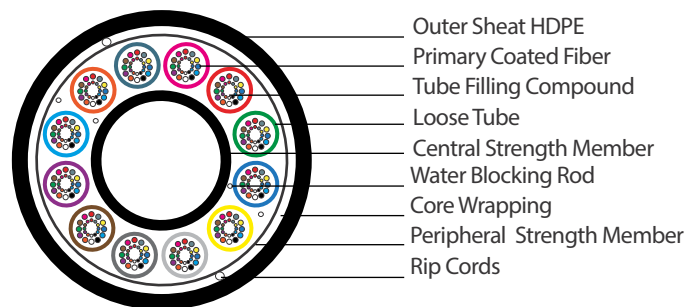 Outer Sheat HDPE
Primary Coated Fiber
Tube Filling Compound
Loose Tube
Central Strength Member
Water Blocking Rod
Core Wrapping
Peripheral Strength Member
Rip Cords